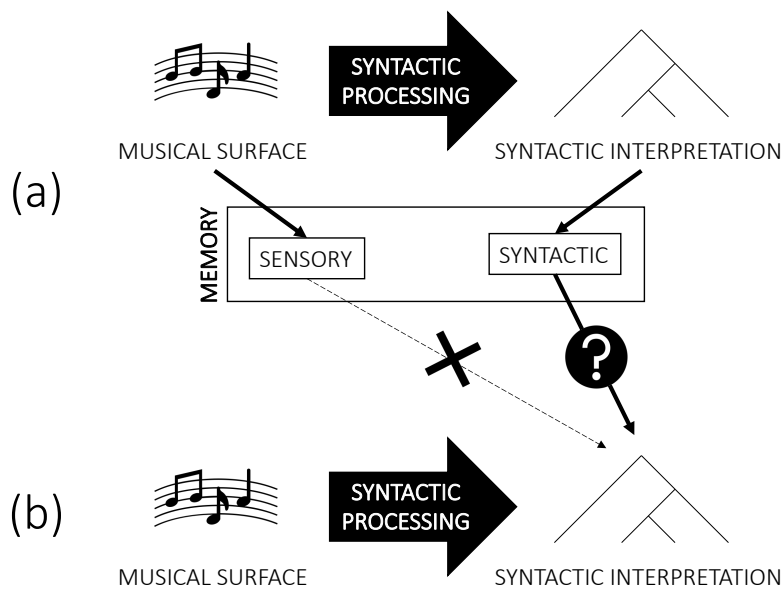 SYNTACTIC
PROCESSING
MUSICAL SURFACE
SYNTACTIC INTERPRETATION
(a)
MEMORY
SENSORY
SYNTACTIC
?
(b)
SYNTACTIC
PROCESSING
MUSICAL SURFACE
SYNTACTIC INTERPRETATION